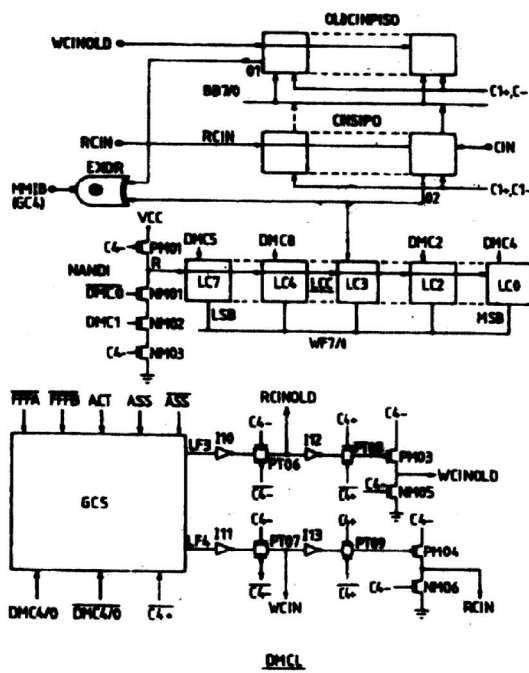 OLDCINPISO
WCINOLD
O1
BB7/0
C1+,C-
CINSIPO
RCIN
RCIN
CIN
EXOR
MMIB
(GC4)
O2
C1+,C1-
VCC
C4-
PM01
DMC5
DMC8
DMC2
DMC4
NANDI
R
DMC0
NM01
LC7
LC4
LCC
LC3
LC2
LC0
DMC1
NM02
LSB
MSB
C4-
NM03
WF7/1
FFFA
FFFB
ACT
ASS
ASS
RCINOLD
LF3
I10
C4-
I12
C4+
C4-
PT06
PT08
PM03
GCS
C4-
C4+
WCINOLD
C4-
NM05
LF4
I11
C4-
I13
C4+
C4-
PT07
PT09
PM04
C4-
C4+
C4-
NM06
DMC4/0
DMC4/0
C4+
WCIN
RCIN
DMCL